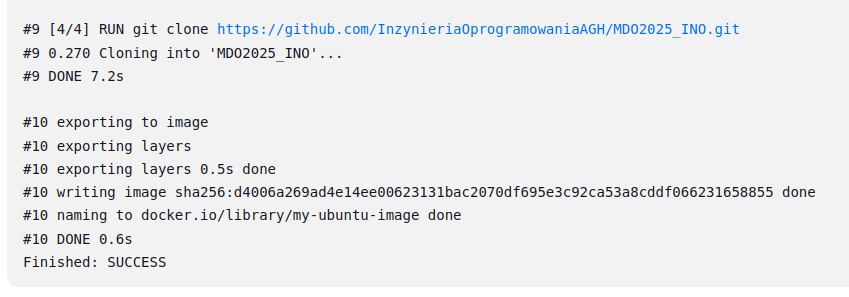 #9 [4/4] RUN git clone https://github.com/InzynieriaOprogramowaniaAGH/MDO2025_INO.git
#9 0.270 Cloning into 'MDO2025_INO'...
#9 DONE 7.2s
#10 exporting to image
#10 exporting layers
#10 exporting layers 0.5s done
#10 writing image sha256:d4006a269ad4e14ee00623131bac2070df695e3c92ca53a8cddf066231658855 done
#10 naming to docker.io/library/my-ubuntu-image done
#10 DONE 0.6s
Finished: SUCCESS